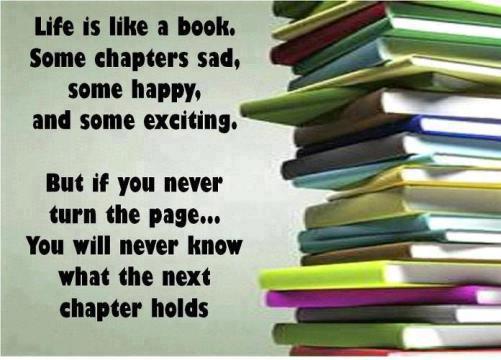 Life is like a book.
Some chapters sad,
some happy,
and some exciting.
But if you never
turn the page...
You will never know
what the next
chapter holds